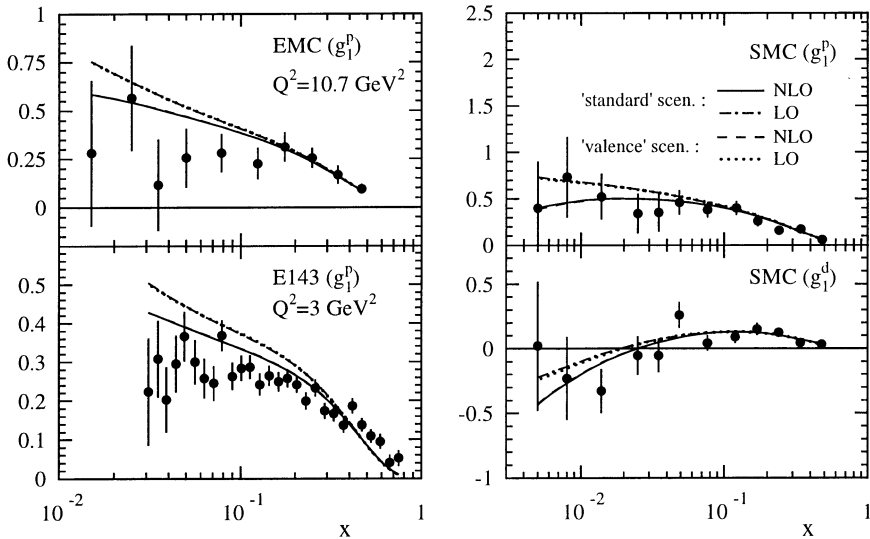 1
0.75
0.5
0.25
0
EMC (g₁ᵖ)
Q²=10.7 GeV²
0.5
0.4
0.3
0.2
0.1
0
E143 (g₁ᵖ)
Q²=3 GeV²
10⁻² 10⁻¹ 1
x
2.5
2
1.5
1
0.5
0
SMC (g₁ᵖ)
'standard' scen. : NLO
LO
'valence' scen. : NLO
LO
0.5
0
-0.5
-1
SMC (g₁ᵈ)
10⁻² 10⁻¹ 1
x